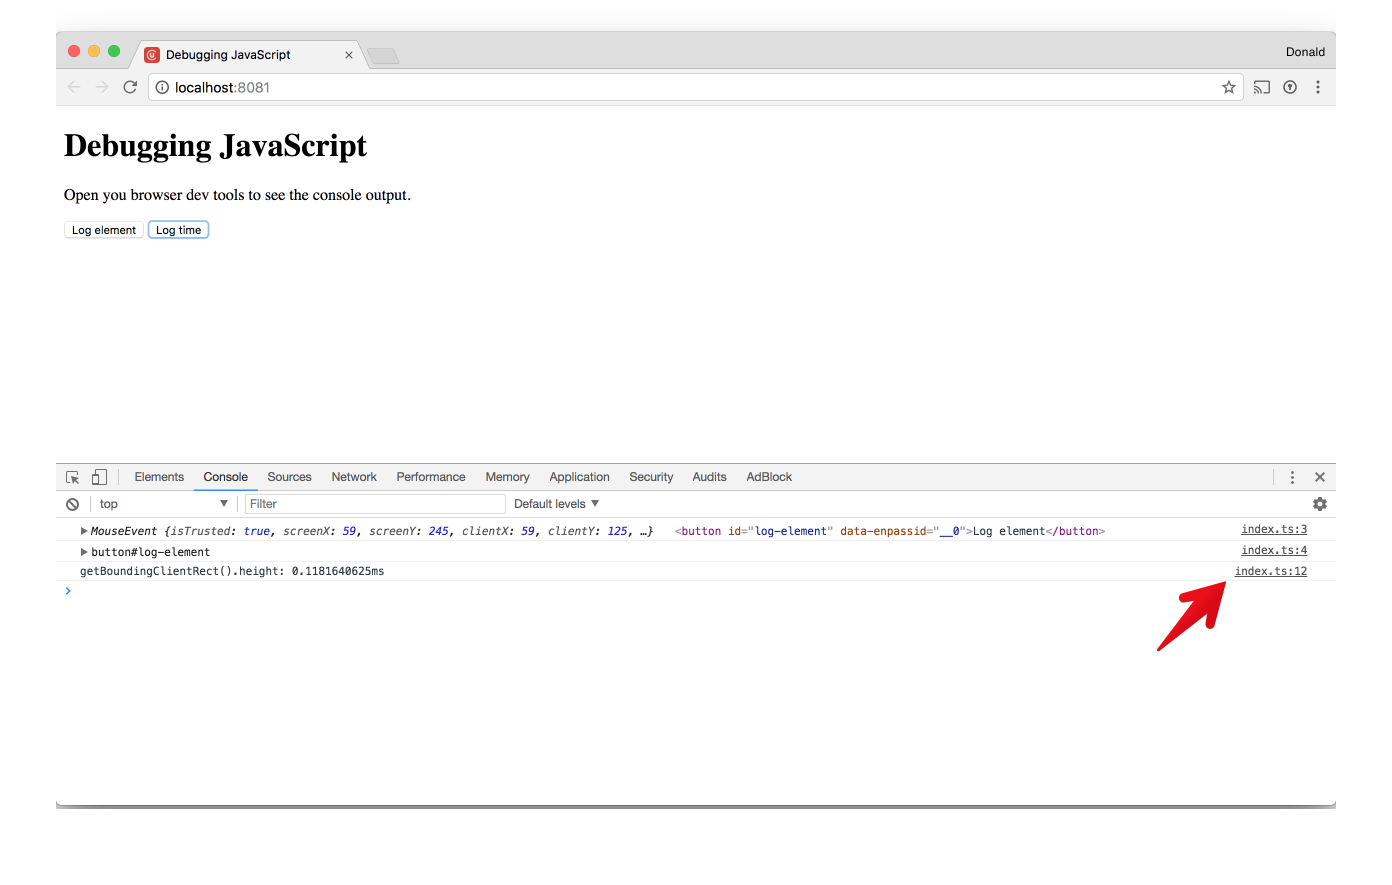 Debugging JavaScript
Donald
localhost:8081
Debugging JavaScript
Open you browser dev tools to see the console output.
Log element Log time
Elements Console Sources Network Performance Memory Application Security Audits AdBlock
top Filter Default levels
MouseEvent {isTrusted: true, screenX: 59, screenY: 245, clientX: 59, clientY: 125, …} <button id="log-element" data-enpassid="__0">Log element</button> index.ts:3
button#log-element index.ts:4
getBoundingClientRect().height: 0.1181640625ms index.ts:12